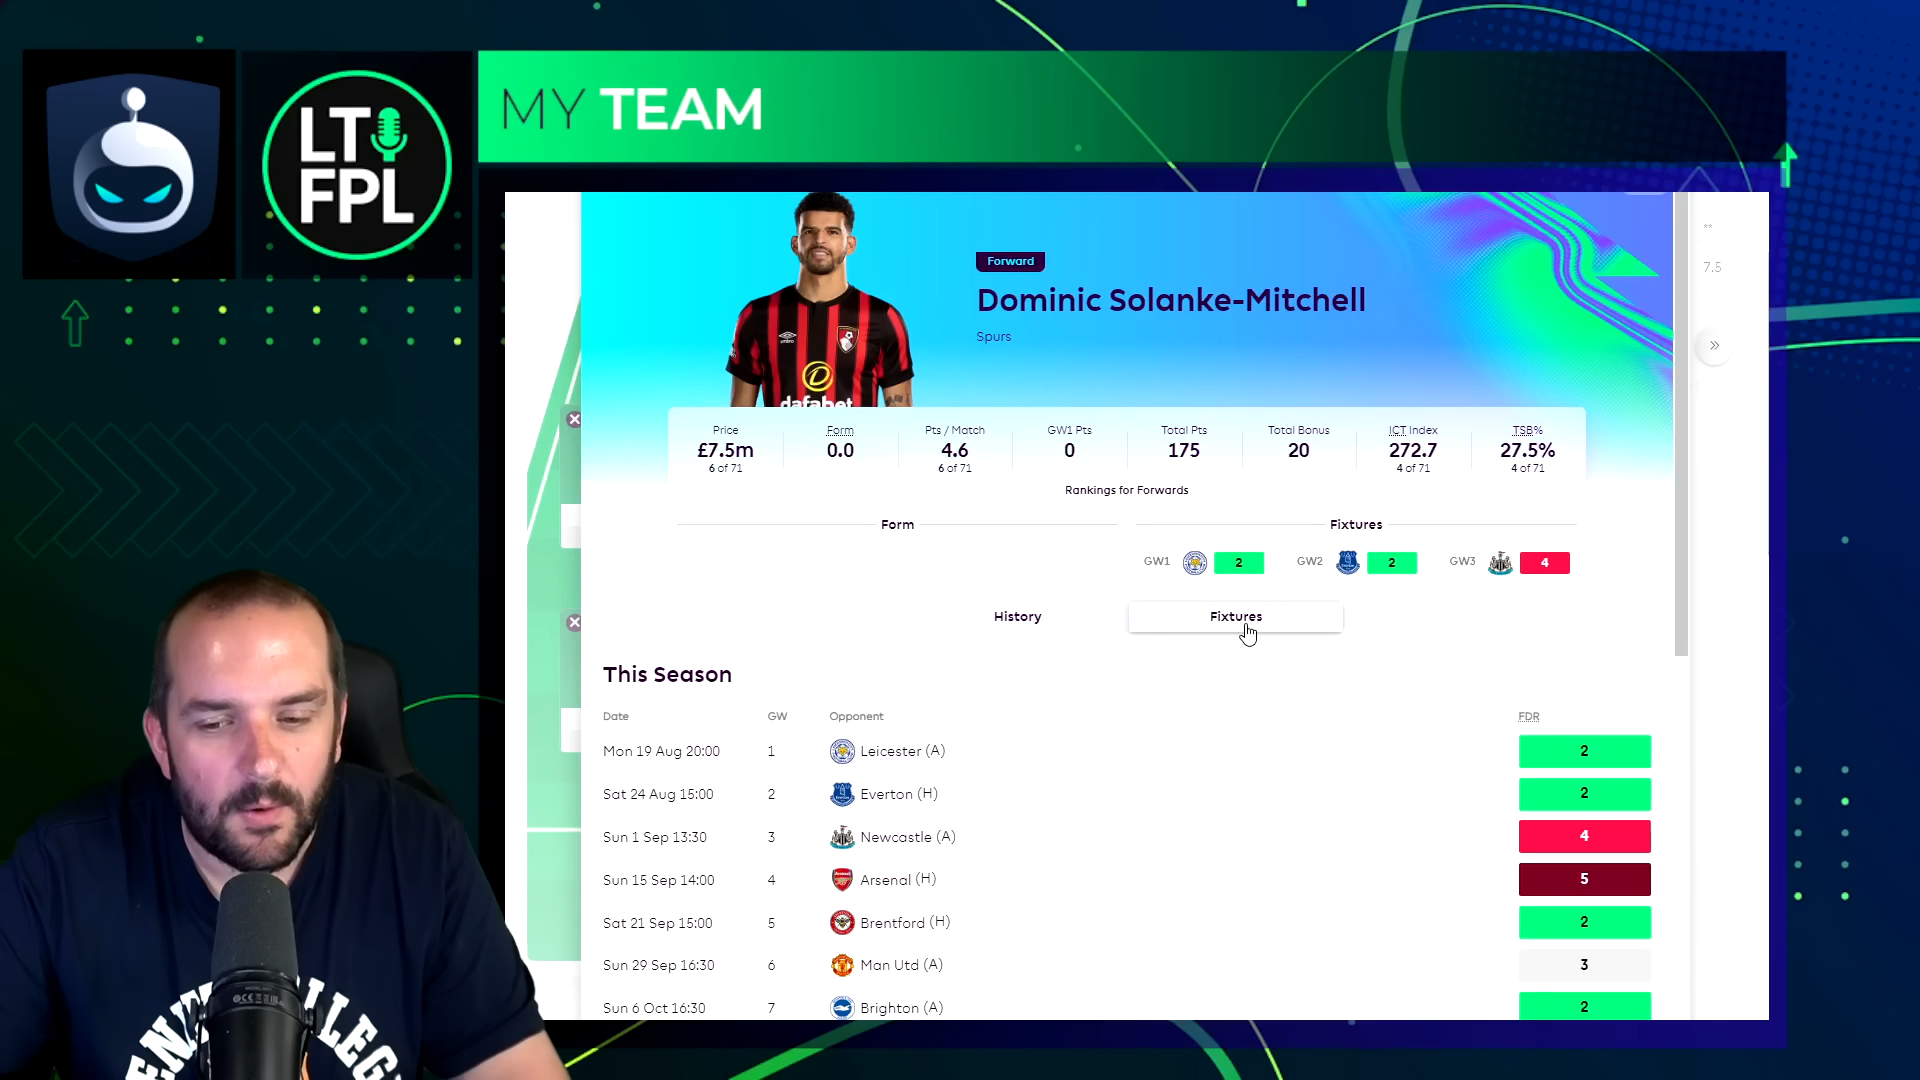 LT
FPL
MY TEAM
**
7.5
Forward
Dominic Solanke-Mitchell
Spurs
dafabet
Price
£7.5m
6 of 71
Form
0.0
Pts / Match
4.6
6 of 71
GW1 Pts
0
Total Pts
175
Total Bonus
20
ICT Index
272.7
4 of 71
TSB%
27.5%
4 of 71
Rankings for Forwards
Form
Fixtures
GW1 2 GW2 2 GW3 4
History Fixtures
This Season
Date GW Opponent FDR
Mon 19 Aug 20:00 1 Leicester (A) 2
Sat 24 Aug 15:00 2 Everton (H) 2
Sun 1 Sep 13:30 3 Newcastle (A) 4
Sun 15 Sep 14:00 4 Arsenal (H) 5
Sat 21 Sep 15:00 5 Brentford (H) 2
Sun 29 Sep 16:30 6 Man Utd (A) 3
Sun 6 Oct 16:30 7 Brighton (A) 2